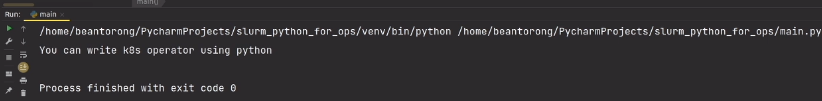 main()
Run: main
/home/beantorong/PycharmProjects/slurm_python_for_ops/venv/bin/python /home/beantorong/PycharmProjects/slurm_python_for_ops/main.py
You can write k8s operator using python
Process finished with exit code 0